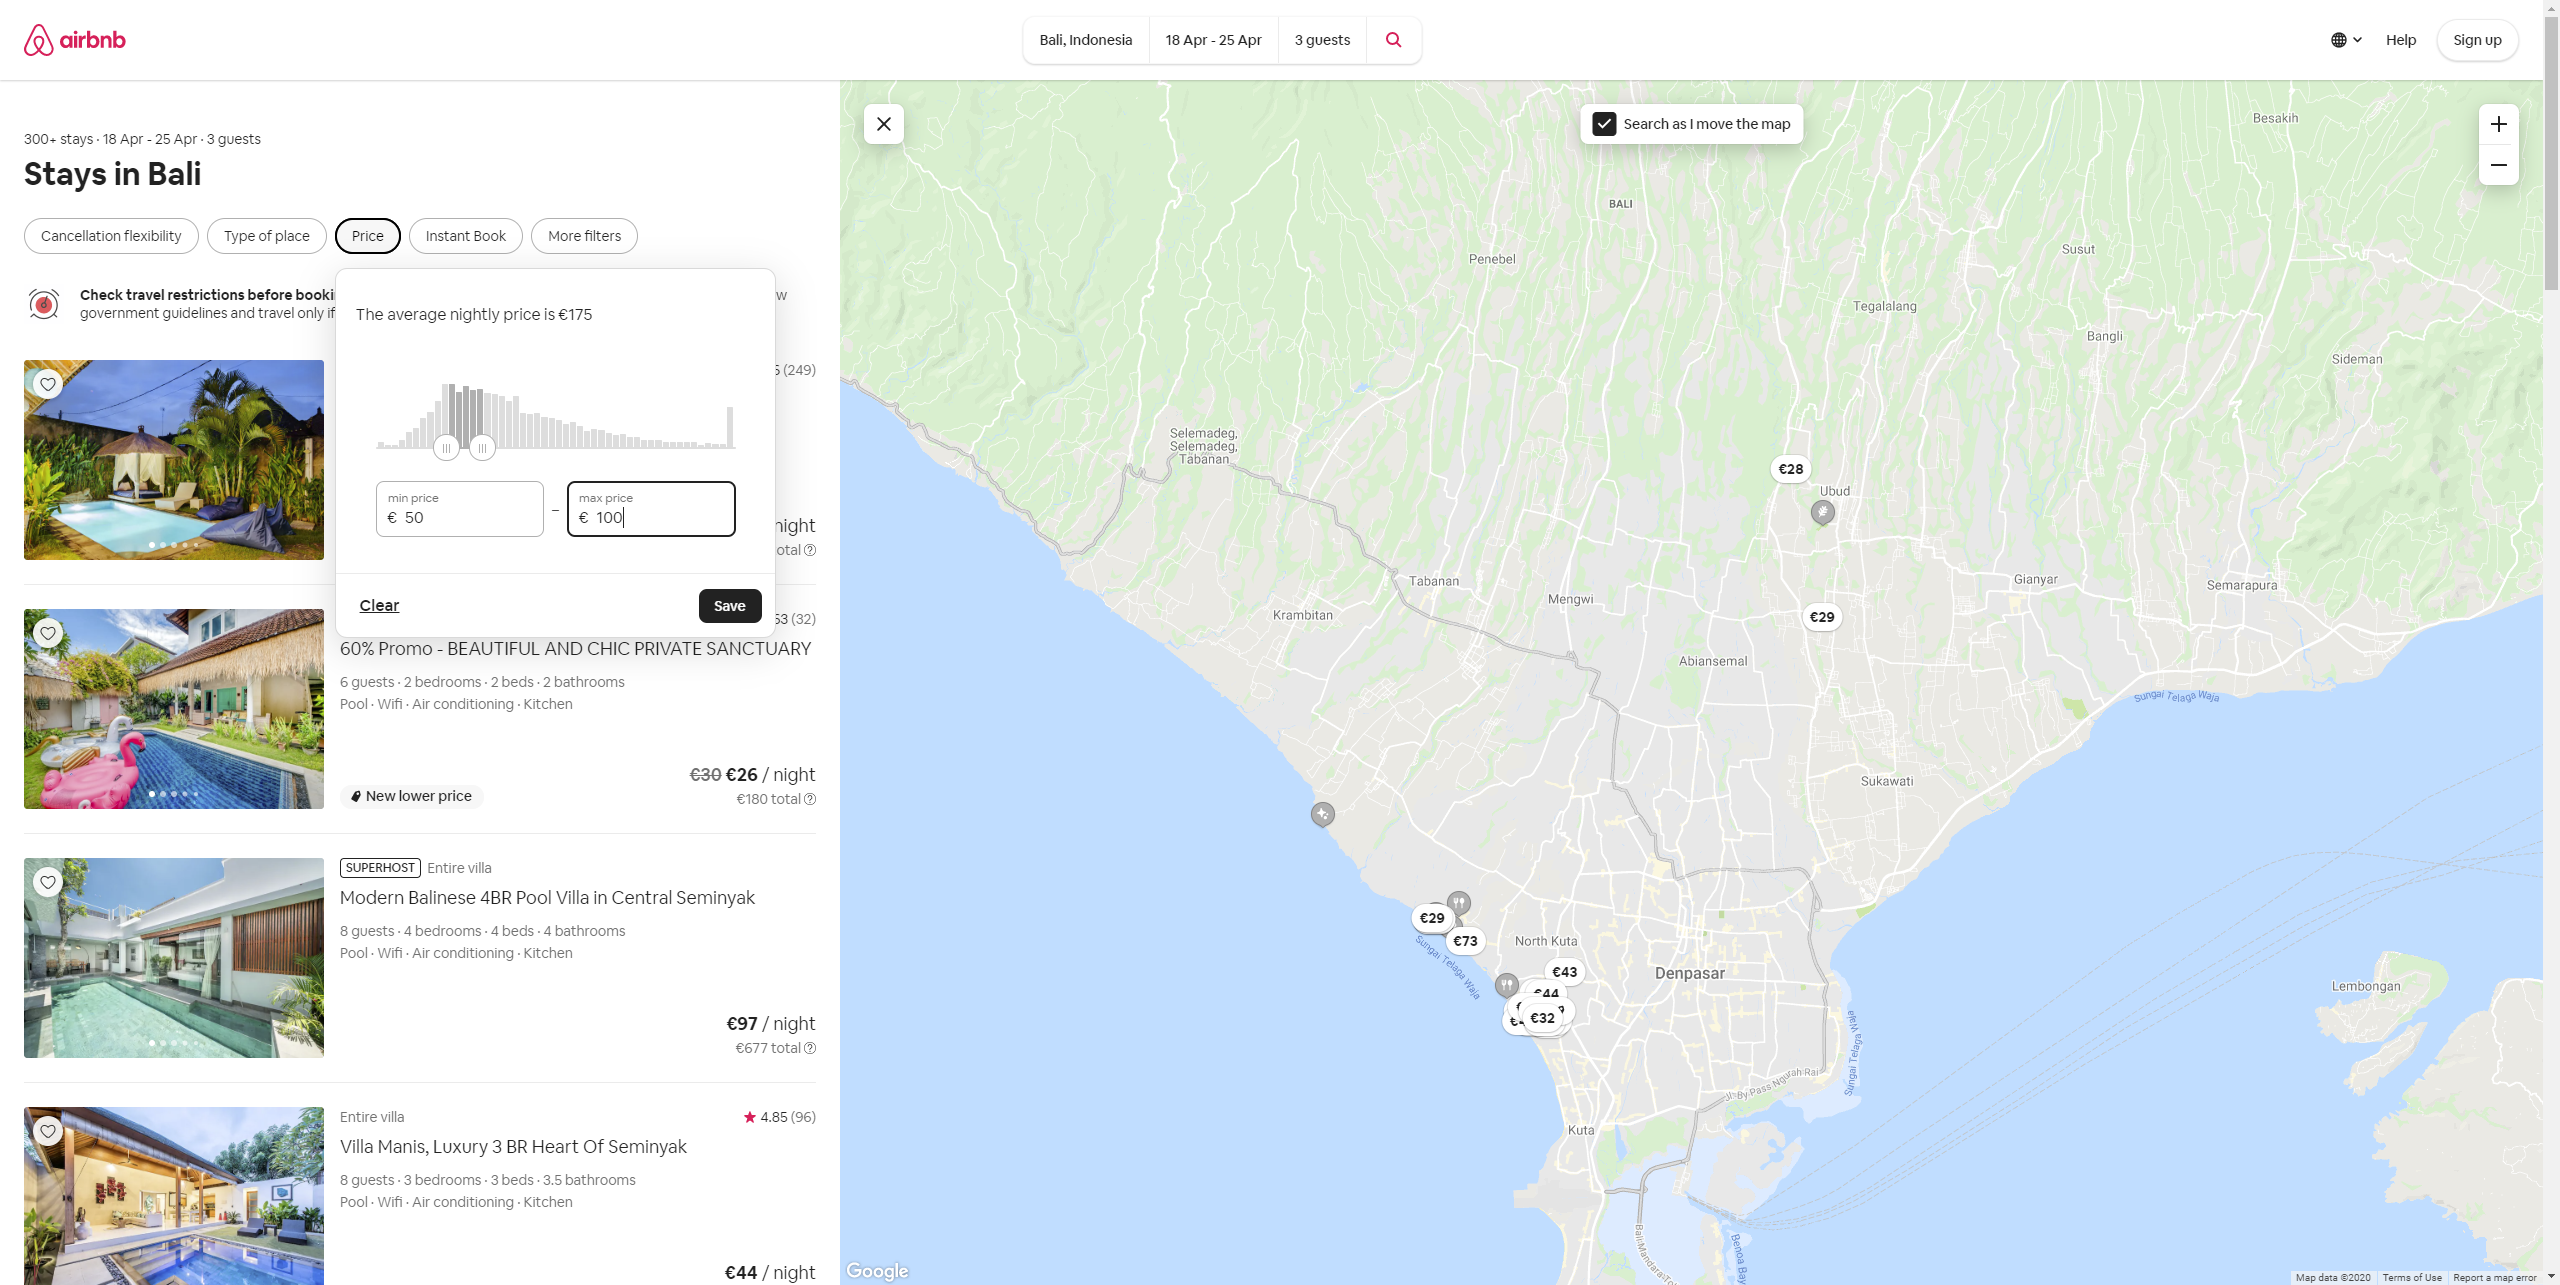 airbnb
Bali, Indonesia
18 Apr - 25 Apr
3 guests
Help
Sign up
300+ stays · 18 Apr - 25 Apr · 3 guests
Stays in Bali
Cancellation flexibility
Type of place
Price
Instant Book
More filters
Check travel restrictions before
government guidelines and travel only if
The average nightly price is €175
min price
€ 50
–
max price
€ 100
Clear
Save
(249)
night
(32)
60% Promo - BEAUTIFUL AND CHIC PRIVATE SANCTUARY
6 guests · 2 bedrooms · 2 beds · 2 bathrooms
Pool · Wifi · Air conditioning · Kitchen
New lower price
€30 €26 / night
€180 total
SUPERHOST Entire villa
Modern Balinese 4BR Pool Villa in Central Seminyak
8 guests · 4 bedrooms · 4 beds · 4 bathrooms
Pool · Wifi · Air conditioning · Kitchen
€97 / night
€677 total
Entire villa
4.85 (96)
Villa Manis, Luxury 3 BR Heart Of Seminyak
8 guests · 3 bedrooms · 3 beds · 3.5 bathrooms
Pool · Wifi · Air conditioning · Kitchen
€44 / night
Search as I move the map
Besakih
BALI
Susut
Penebel
Tegalalang
Bangli
Sideman
Selemadeg,
Selemadeg,
Tabanan
€28
Ubud
Tabanan
Gianyar
Semarapura
Mengwi
Krambitan
€29
Abiansemal
Sungai Telaga Waja
Sukawati
€29
€73
North Kuta
Sungai Telaga Waja
€43
Denpasar
€44
€32
Lembongan
Sungai Telaga Waja
Jl. By Pass Ngurah Rai
Kuta
Google
Map data ©2020
Terms of Use
Report a map error